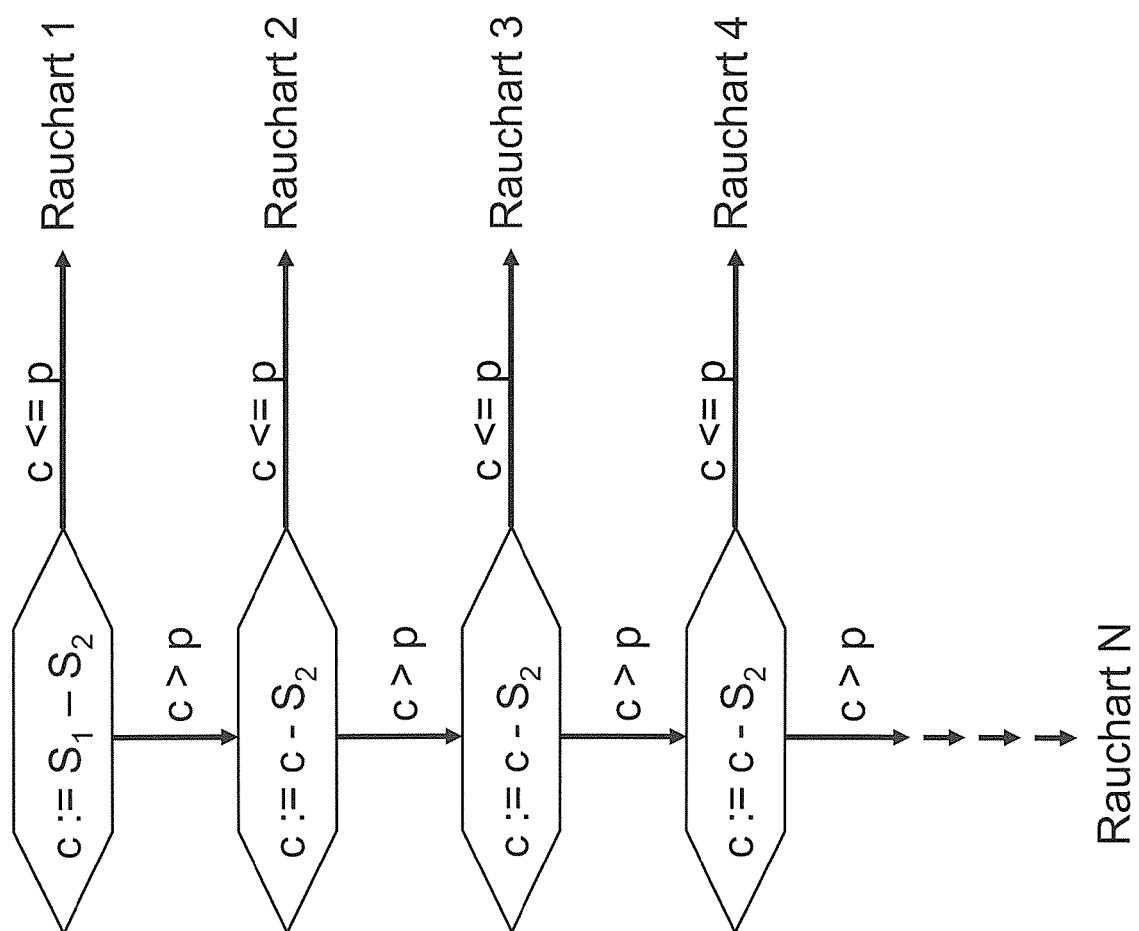 c := S₁ – S₂
c <= p
Rauchart 1
c > p
c := c - S₂
c <= p
Rauchart 2
c > p
c := c - S₂
c <= p
Rauchart 3
c > p
c := c - S₂
c <= p
Rauchart 4
c > p
Rauchart N